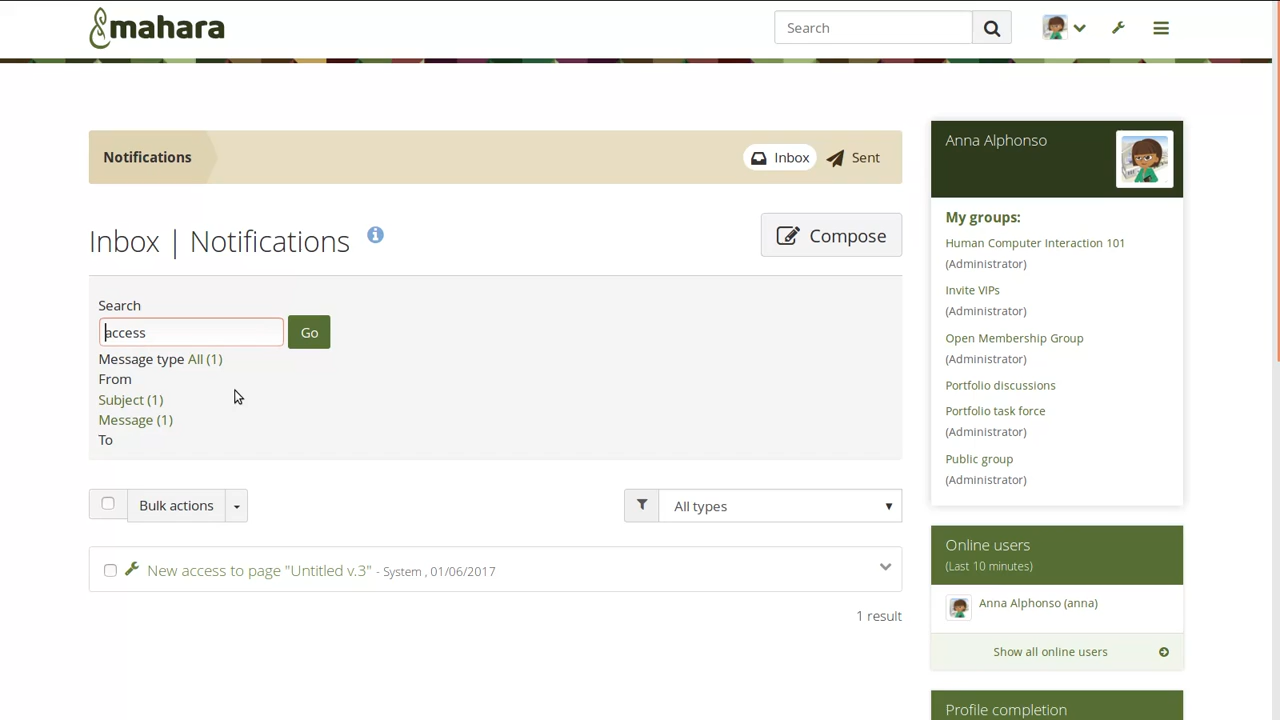 mahara
Search
Notifications
Inbox
Sent
Inbox | Notifications
Compose
Search
access
Go
Message type All (1)
From
Subject (1)
Message (1)
To
Bulk actions
All types
New access to page "Untitled v.3" - System , 01/06/2017
1 result
Anna Alphonso
My groups:
Human Computer Interaction 101
(Administrator)
Invite VIPs
(Administrator)
Open Membership Group
(Administrator)
Portfolio discussions
Portfolio task force
(Administrator)
Public group
(Administrator)
Online users
(Last 10 minutes)
Anna Alphonso (anna)
Show all online users
Profile completion